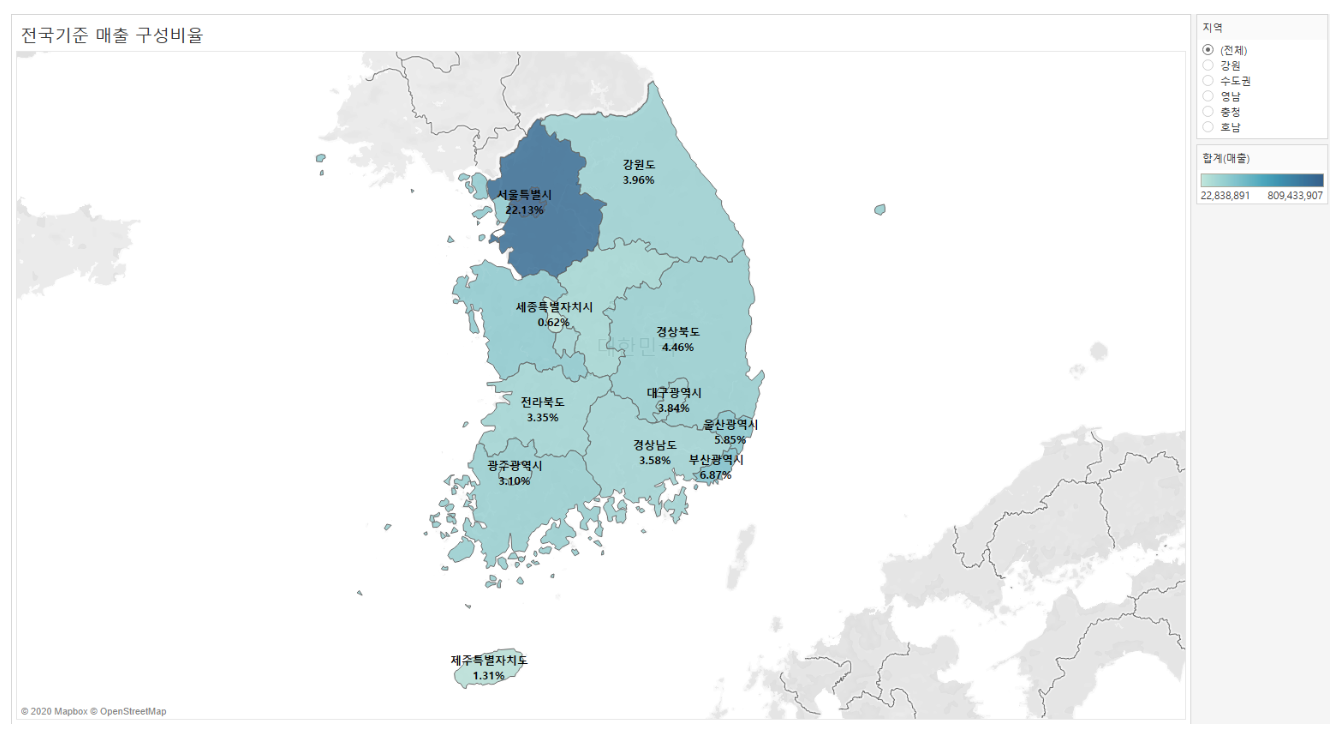 전국기준 매출 구성비율
지역
(전체)
강원
수도권
영남
충청
호남
합계(매출)
22,838,891 809,433,907
강원도
3.96%
서울특별시
22.13%
세종특별자치시
0.62%
대한민
경상북도
4.46%
대구광역시
3.84%
전라북도
3.35%
울산광역시
5.85%
경상남도
3.58%
부산광역시
6.87%
광주광역시
3.10%
제주특별자치도
1.31%
© 2020 Mapbox © OpenStreetMap